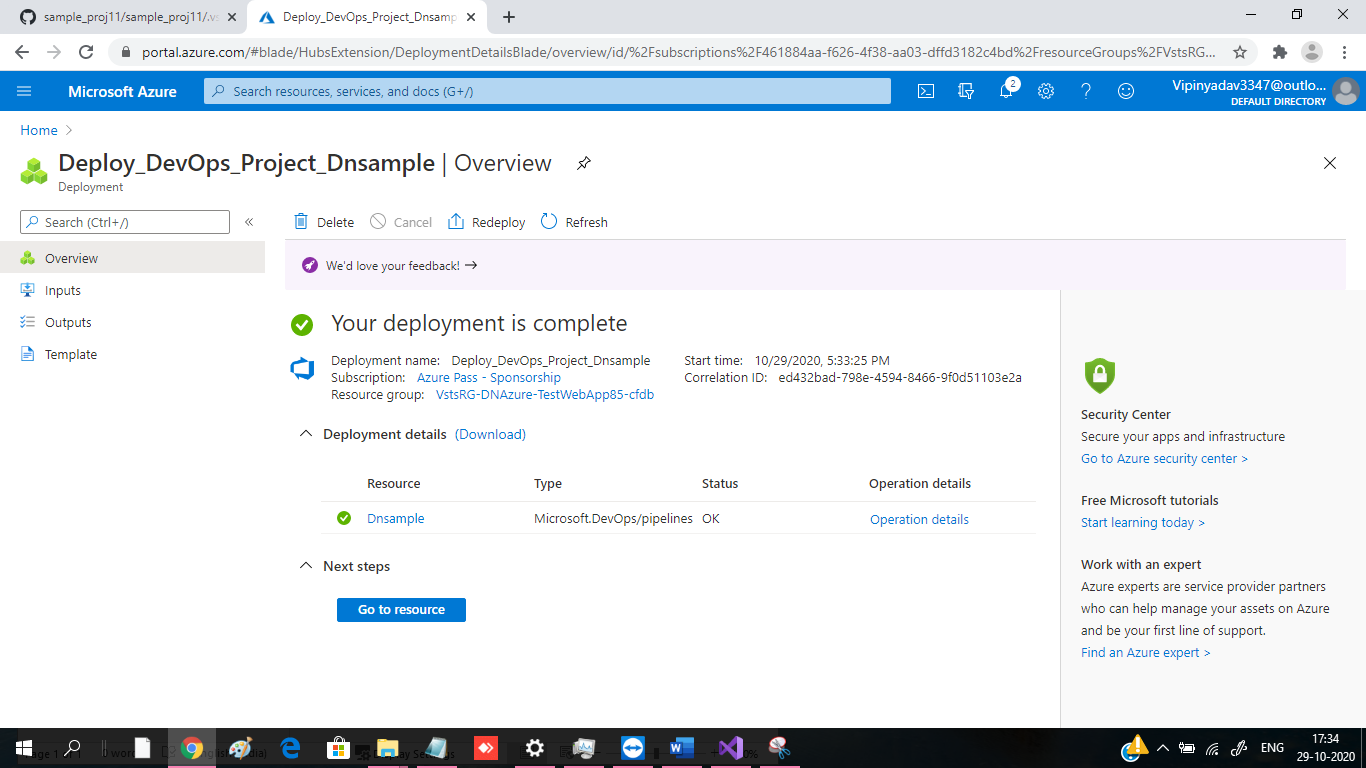 sample_proj11/sample_proj11/.vs
Deploy_DevOps_Project_Dnsamp
portal.azure.com/#blade/HubsExtension/DeploymentDetailsBlade/overview/id/%2Fsubscriptions%2F461884aa-f626-4f38-aa03-dffd3182c4bd%2FresourceGroups%2FVstsRG...
Microsoft Azure
Search resources, services, and docs (G+/)
2
Vipinyadav3347@outlo...
DEFAULT DIRECTORY
Home
Deploy_DevOps_Project_Dnsample | Overview
Deployment
Search (Ctrl+/)
«
Delete
Cancel
Redeploy
Refresh
Overview
Inputs
Outputs
Template
We'd love your feedback! →
Your deployment is complete
Deployment name: Deploy_DevOps_Project_Dnsample
Subscription: Azure Pass - Sponsorship
Resource group: VstsRG-DNAzure-TestWebApp85-cfdb
Start time: 10/29/2020, 5:33:25 PM
Correlation ID: ed432bad-798e-4594-8466-9f0d51103e2a
Deployment details (Download)
Resource Type Status Operation details
Dnsample Microsoft.DevOps/pipelines OK Operation details
Next steps
Go to resource
Security Center
Secure your apps and infrastructure
Go to Azure security center >
Free Microsoft tutorials
Start learning today >
Work with an expert
Azure experts are service provider partners
who can help manage your assets on Azure
and be your first line of support.
Find an Azure expert >
ENG
17:34
29-10-2020